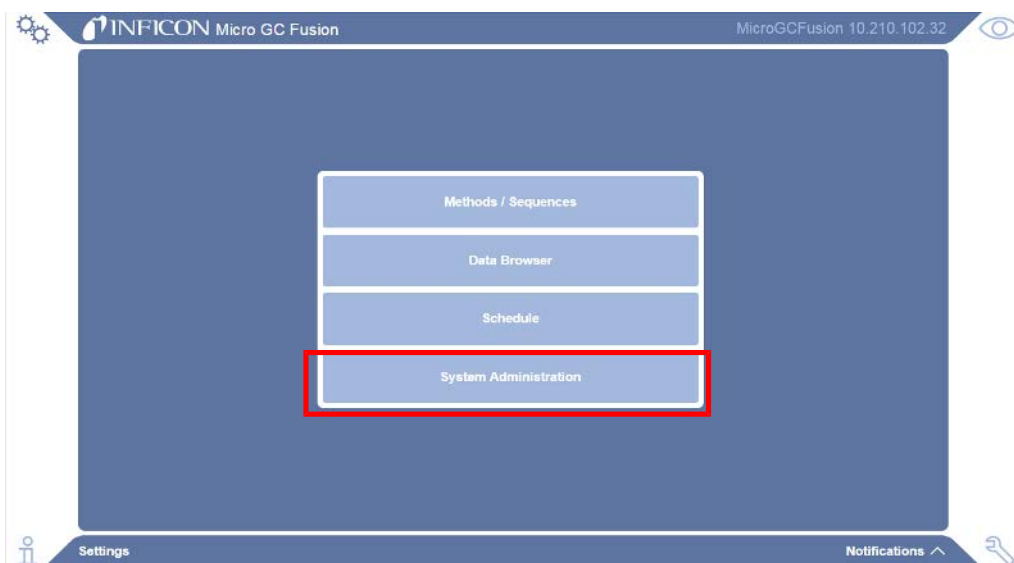 INFICON Micro GC Fusion
MicroGCFusion 10.210.102.32
Methods / Sequences
Data Browser
Schedule
System Administration
Settings
Notifications